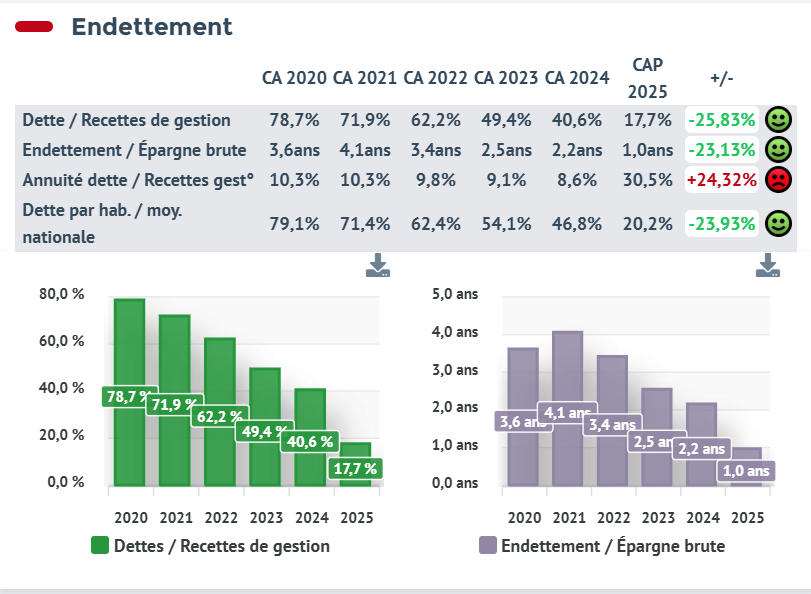 Endettement
CA 2020 CA 2021 CA 2022 CA 2023 CA 2024 CAP 2025 +/-
Dette / Recettes de gestion 78,7% 71,9% 62,2% 49,4% 40,6% 17,7% -25,83%
Endettement / Épargne brute 3,6ans 4,1ans 3,4ans 2,5ans 2,2ans 1,0ans -23,13%
Annuité dette / Recettes gest° 10,3% 10,3% 9,8% 9,1% 8,6% 30,5% +24,32%
Dette par hab. / moy.
nationale 79,1% 71,4% 62,4% 54,1% 46,8% 20,2% -23,93%
80,0 %
60,0 %
40,0 %
20,0 %
0,0 %
78,7 %
71,9 %
62,2 %
49,4 %
40,6 %
17,7 %
2020 2021 2022 2023 2024 2025
Dettes / Recettes de gestion
5,0 ans
4,0 ans
3,0 ans
2,0 ans
1,0 ans
0,0 ans
3,6 ans
4,1 ans
3,4 ans
2,5 ans
2,2 ans
1,0 ans
2020 2021 2022 2023 2024 2025
Endettement / Épargne brute